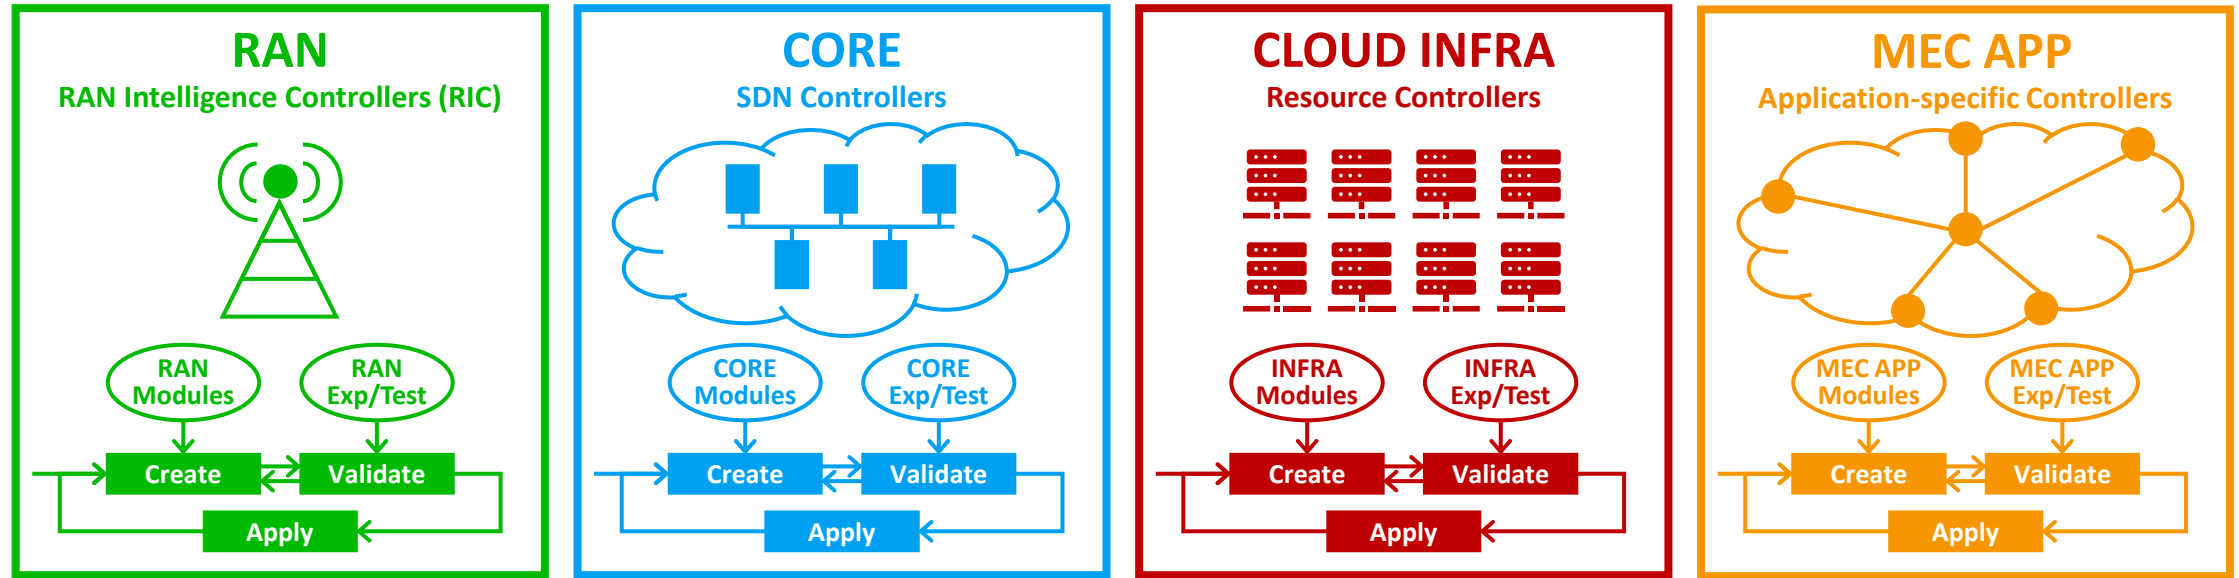 RAN
RAN Intelligence Controllers (RIC)
RAN
Modules
RAN
Exp/Test
Create
Validate
Apply
CORE
SDN Controllers
CORE
Modules
CORE
Exp/Test
Create
Validate
Apply
CLOUD INFRA
Resource Controllers
INFRA
Modules
INFRA
Exp/Test
Create
Validate
Apply
MEC APP
Application-specific Controllers
MEC APP
Modules
MEC APP
Exp/Test
Create
Validate
Apply